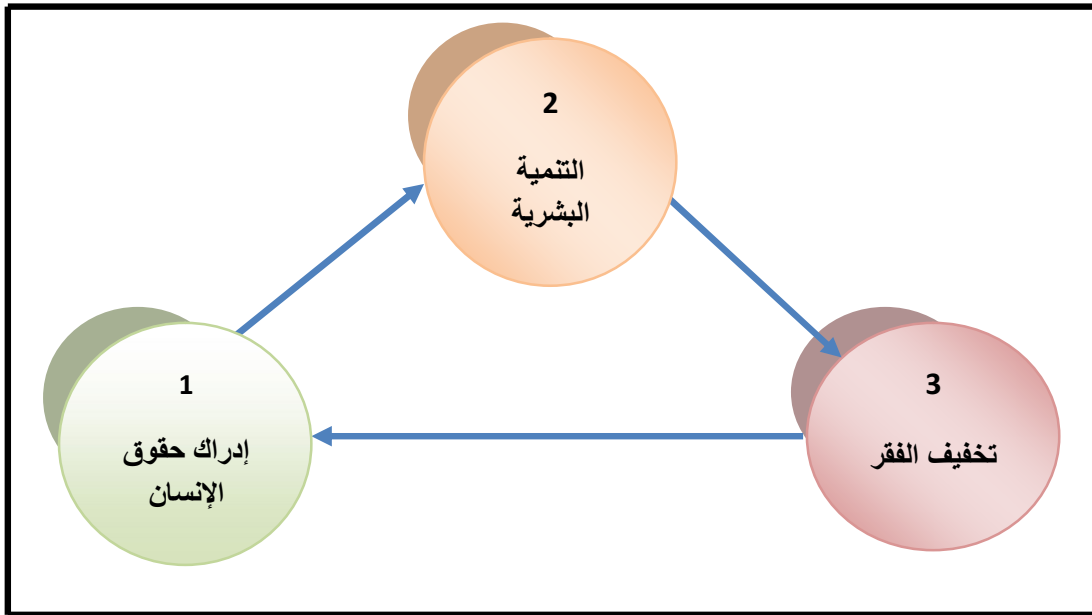 2
التنمية
البشرية
1
إدراك حقوق
الإنسان
3
تخفيف الفقر